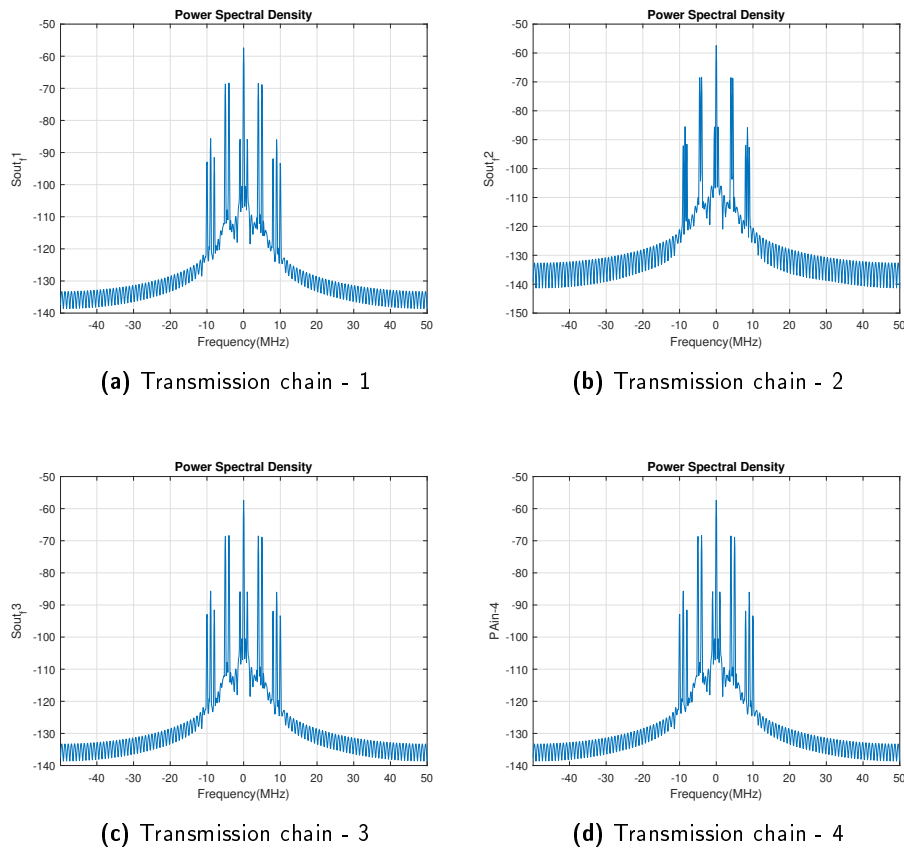 Power Spectral Density
-50
-60
-70
-80
-90
-100
-110
-120
-130
-140
Sout_f1
-40 -30 -20 -10 0 10 20 30 40 50
Frequency(MHz)
(a) Transmission chain - 1
Power Spectral Density
-50
-60
-70
-80
-90
-100
-110
-120
-130
-140
-150
Sout_f2
-40 -30 -20 -10 0 10 20 30 40 50
Frequency(MHz)
(b) Transmission chain - 2
Power Spectral Density
-50
-60
-70
-80
-90
-100
-110
-120
-130
-140
Sout_f3
-40 -30 -20 -10 0 10 20 30 40 50
Frequency(MHz)
(c) Transmission chain - 3
Power Spectral Density
-50
-60
-70
-80
-90
-100
-110
-120
-130
-140
PAin-4
-40 -30 -20 -10 0 10 20 30 40 50
Frequency(MHz)
(d) Transmission chain - 4